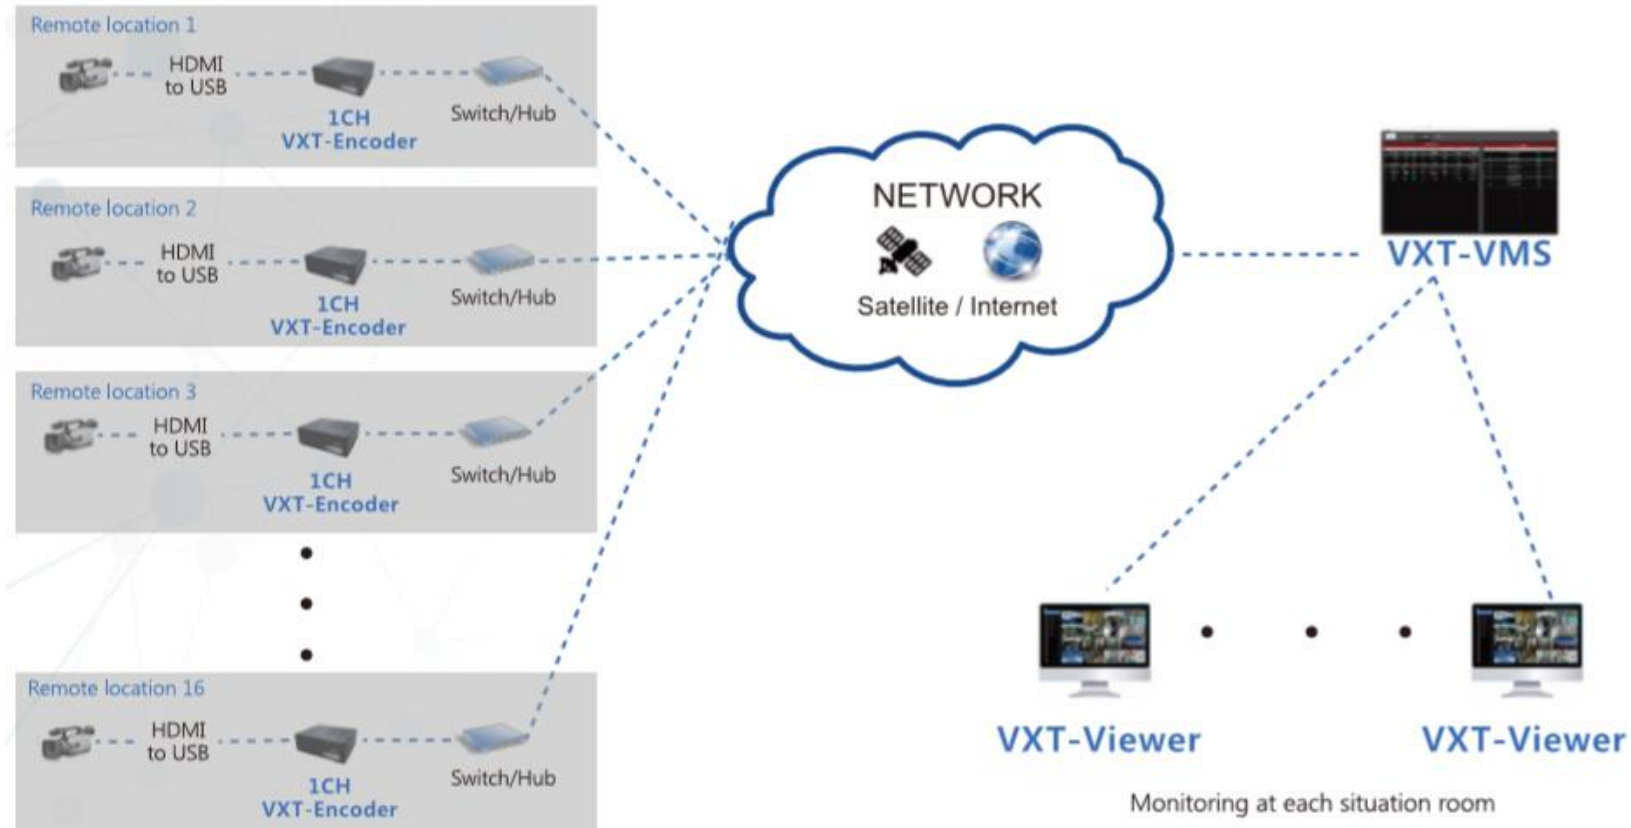 Remote location 1
HDMI
to USB
1CH
VXT-Encoder
Switch/Hub
Remote location 2
HDMI
to USB
1CH
VXT-Encoder
Switch/Hub
Remote location 3
HDMI
to USB
1CH
VXT-Encoder
Switch/Hub
Remote location 16
HDMI
to USB
1CH
VXT-Encoder
Switch/Hub
NETWORK
Satellite / Internet
VXT-VMS
VXT-Viewer
VXT-Viewer
Monitoring at each situation room